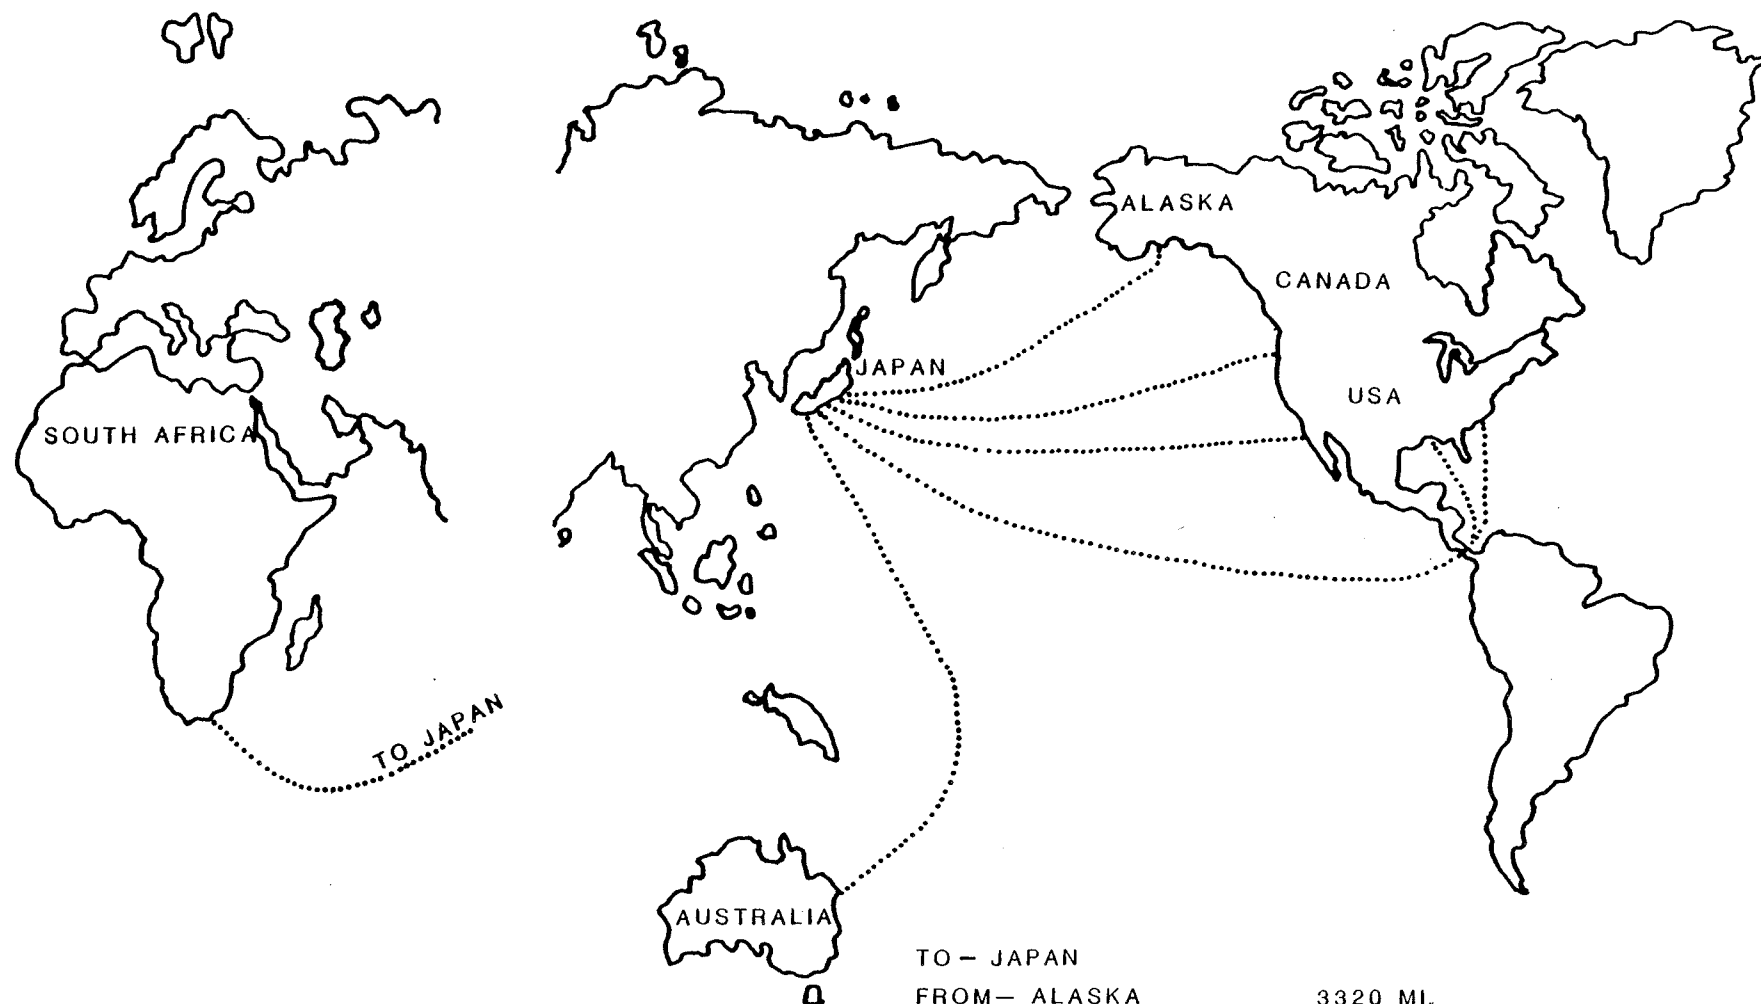 ALASKA
CANADA
JAPAN
USA
SOUTH AFRICA
TO JAPAN
AUSTRALIA
TO — JAPAN
FROM — ALASKA 3320 MI.